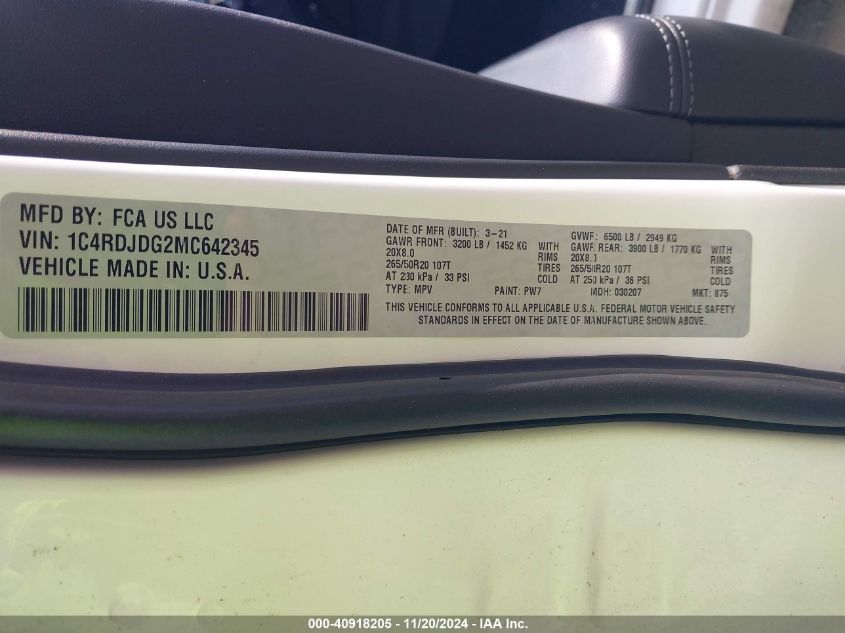 MFD BY: FCA US LLC
VIN: 1C4RDJDG2MC642345
VEHICLE MADE IN: U.S.A.
DATE OF MFR (BUILT): 3-21 GVWR: 6500 LB / 2949 KG
GAWR FRONT: 3200 LB / 1452 KG WITH GAWR REAR: 3900 LB / 1770 KG WITH
20X8.0 RIMS 20X8.0 RIMS
265/50R20 107T TIRES 265/50R20 107T TIRES
AT 230 kPa / 33 PSI COLD AT 250 kPa / 36 PSI COLD
TYPE: MPV PAINT: PW7 MDH: 030207 MKT: 875
THIS VEHICLE CONFORMS TO ALL APPLICABLE U.S.A. FEDERAL MOTOR VEHICLE SAFETY
STANDARDS IN EFFECT ON THE DATE OF MANUFACTURE SHOWN ABOVE.
000-40918205 - 11/20/2024 - IAA Inc.